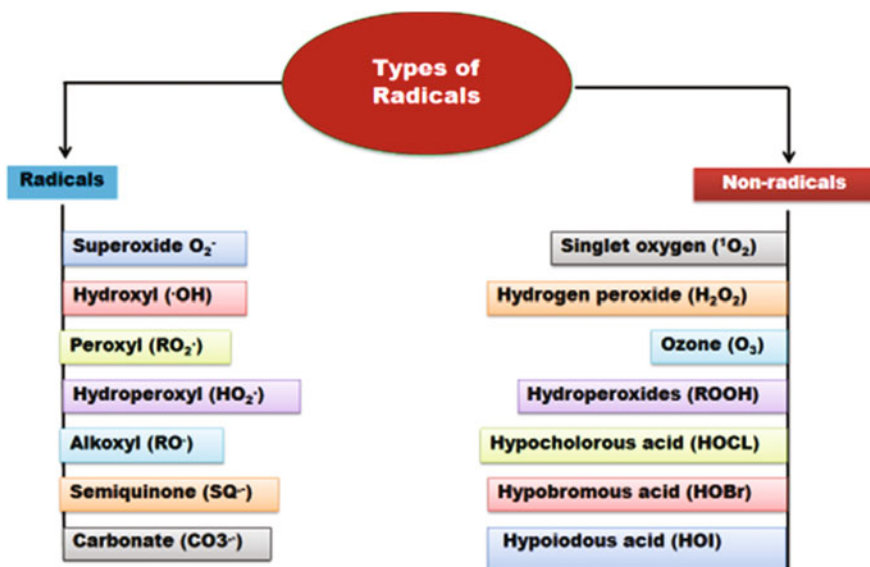 Types of
Radicals
Radicals
Superoxide O₂·
Hydroxyl (·OH)
Peroxyl (RO₂·)
Hydroperoxyl (HO₂·)
Alkoxyl (RO·)
Semiquinone (SQ·⁻)
Carbonate (CO3·⁻)
Non-radicals
Singlet oxygen (¹O₂)
Hydrogen peroxide (H₂O₂)
Ozone (O₃)
Hydroperoxides (ROOH)
Hypocholorous acid (HOCL)
Hypobromous acid (HOBr)
Hypoiodous acid (HOI)